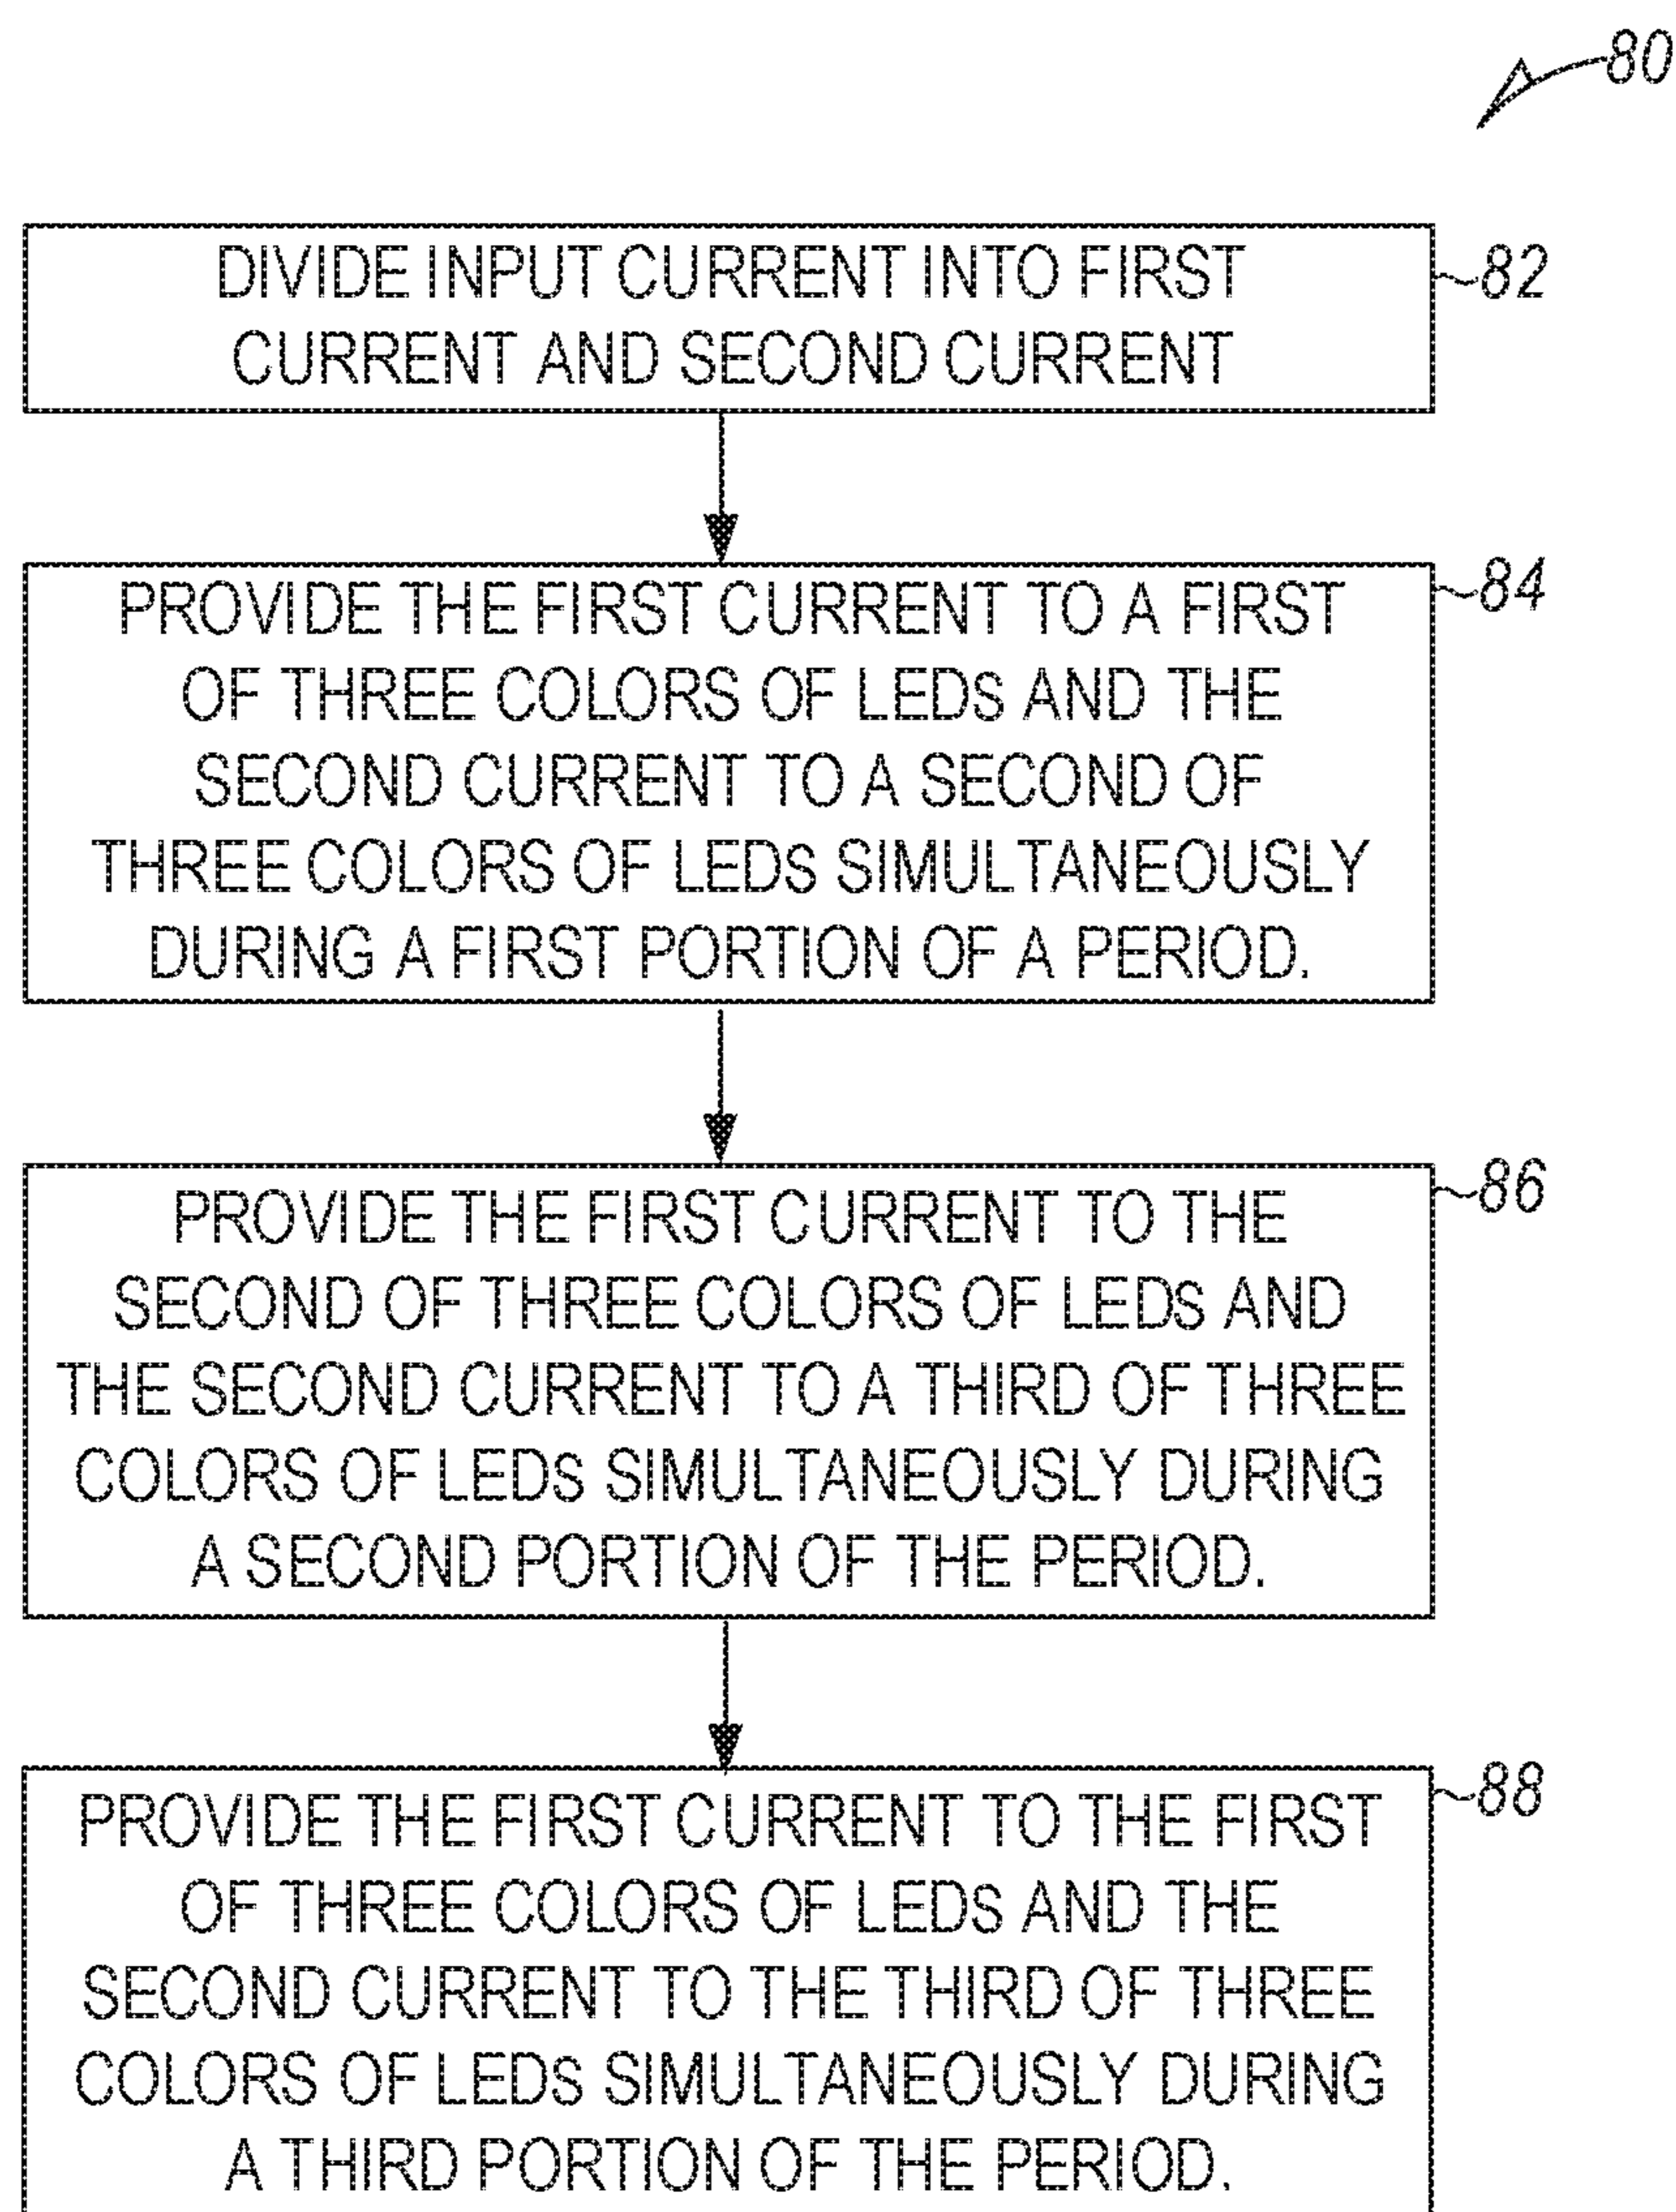 80
DIVIDE INPUT CURRENT INTO FIRST
CURRENT AND SECOND CURRENT
82
PROVIDE THE FIRST CURRENT TO A FIRST
OF THREE COLORS OF LEDS AND THE
SECOND CURRENT TO A SECOND OF
THREE COLORS OF LEDS SIMULTANEOUSLY
DURING A FIRST PORTION OF A PERIOD.
84
PROVIDE THE FIRST CURRENT TO THE
SECOND OF THREE COLORS OF LEDS AND
THE SECOND CURRENT TO A THIRD OF THREE
COLORS OF LEDS SIMULTANEOUSLY DURING
A SECOND PORTION OF THE PERIOD.
86
PROVIDE THE FIRST CURRENT TO THE FIRST
OF THREE COLORS OF LEDS AND THE
SECOND CURRENT TO THE THIRD OF THREE
COLORS OF LEDS SIMULTANEOUSLY DURING
A THIRD PORTION OF THE PERIOD.
88